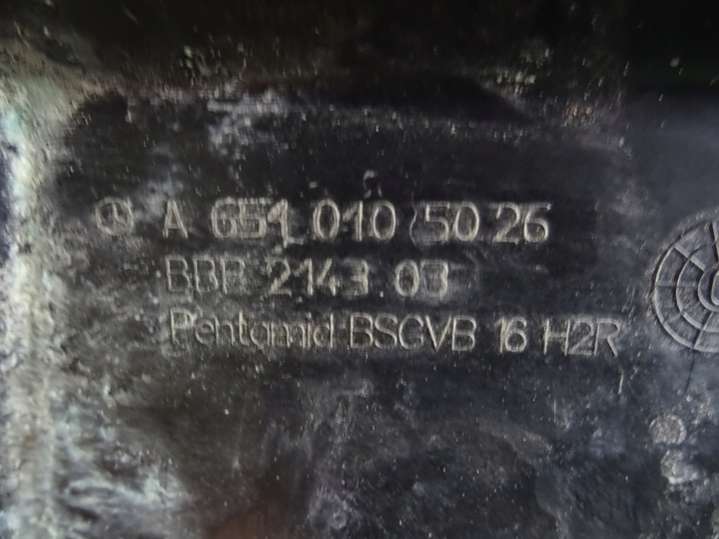 A 651 010 50 26
BBP 2143.03
Pentamid BSGVB 16 H2R